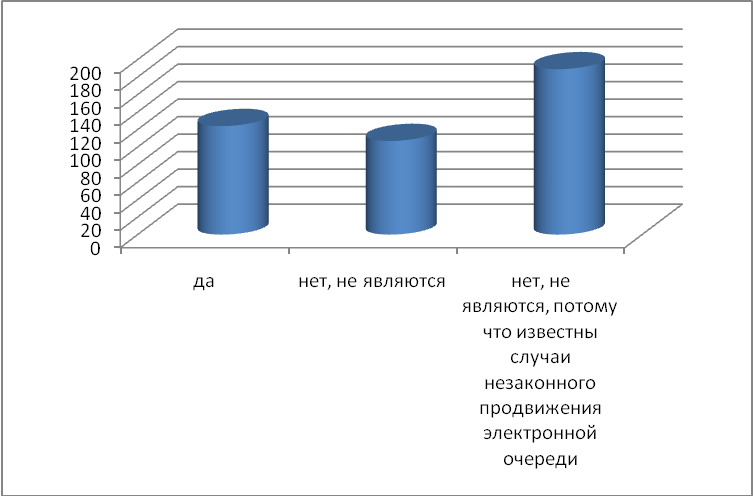 200
180
160
140
120
100
80
60
40
20
0
да
нет, не являются
нет, не
являются, потому
что известны
случаи
незаконного
продвижения
электронной
очереди